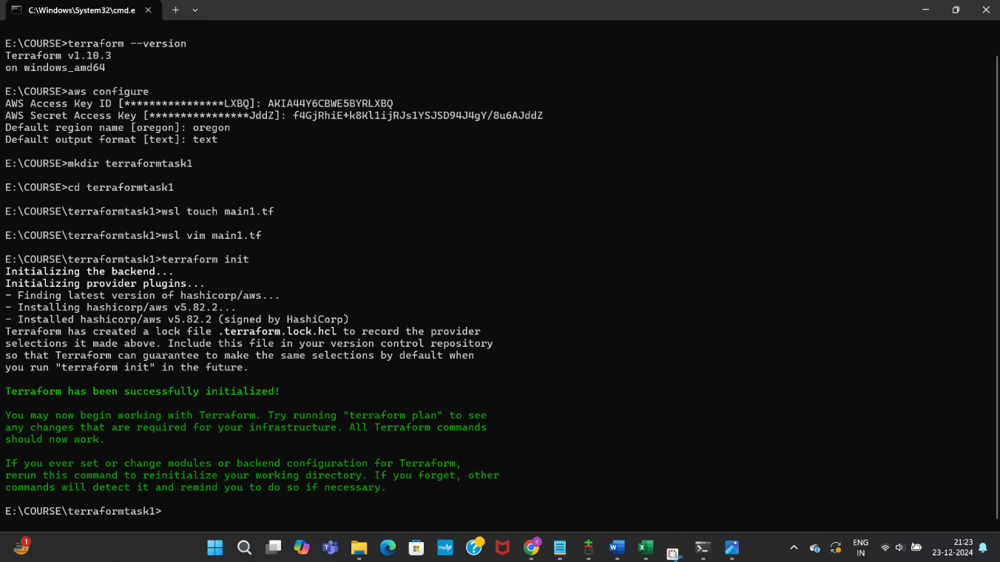 C:\Windows\System32\cmd.e
E:\COURSE>terraform --version
Terraform v1.10.3
on windows_amd64
E:\COURSE>aws configure
AWS Access Key ID [****************LXBQ]: AKIA44Y6CBWE5BYRLXBQ
AWS Secret Access Key [****************JddZ]: 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
Default region name [oregon]: oregon
Default output format [text]: text
E:\COURSE>mkdir terraformtask1
E:\COURSE>cd terraformtask1
E:\COURSE\terraformtask1>wsl touch main1.tf
E:\COURSE\terraformtask1>wsl vim main1.tf
E:\COURSE\terraformtask1>terraform init
Initializing the backend...
Initializing provider plugins...
- Finding latest version of hashicorp/aws...
- Installing hashicorp/aws v5.82.2...
- Installed hashicorp/aws v5.82.2 (signed by HashiCorp)
Terraform has created a lock file .terraform.lock.hcl to record the provider
selections it made above. Include this file in your version control repository
so that Terraform can guarantee to make the same selections by default when
you run "terraform init" in the future.
Terraform has been successfully initialized!
You may now begin working with Terraform. Try running "terraform plan" to see
any changes that are required for your infrastructure. All Terraform commands
should now work.
If you ever set or change modules or backend configuration for Terraform,
rerun this command to reinitialize your working directory. If you forget, other
commands will detect it and remind you to do so if necessary.
E:\COURSE\terraformtask1>
1
myhp
ENG
IN
21:23
23-12-2024